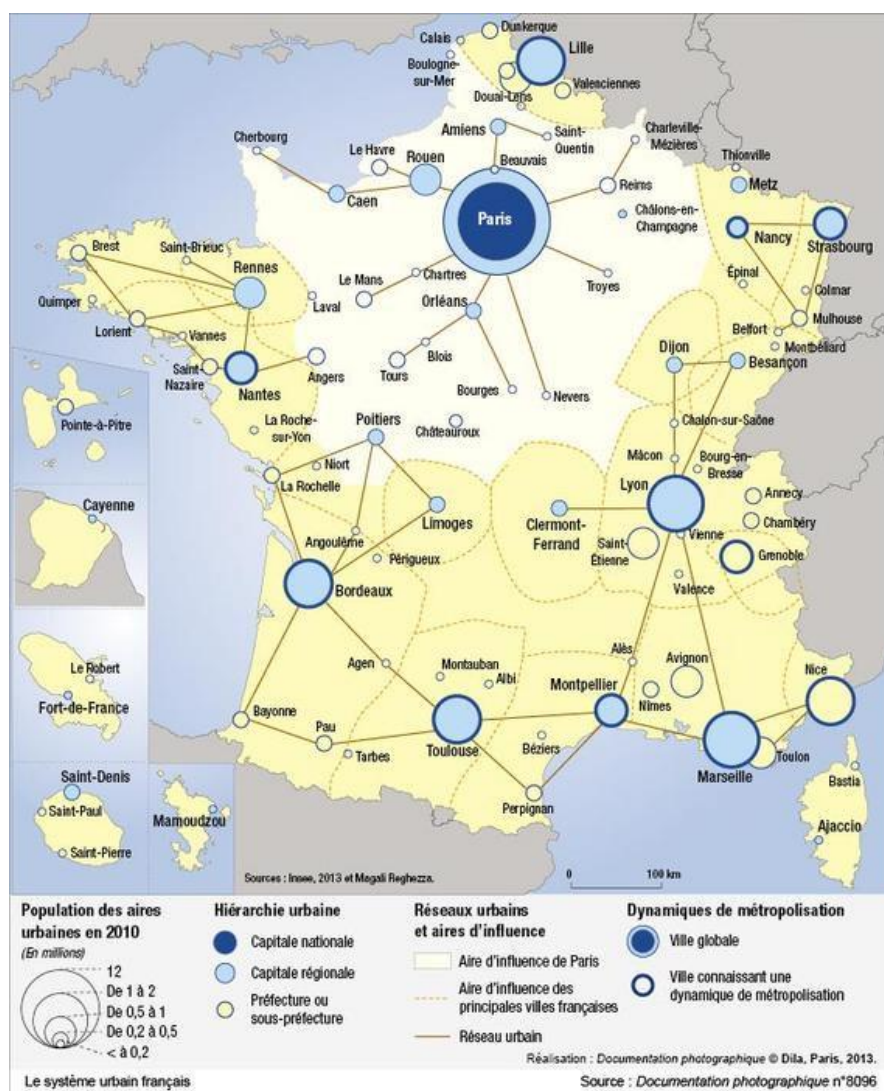 Dunkerque
Calais
Lille
Boulogne-
sur-Mer
Valenciennes
Douai-Lens
Amiens
Saint-
Quentin
Charleville-
Mézières
Cherbourg
Le Havre
Rouen
Beauvais
Thionville
Metz
Caen
Reims
Paris
Châlons-en-
Champagne
Nancy
Strasbourg
Brest
Saint-Brieuc
Rennes
Le Mans
Chartres
Troyes
Épinal
Colmar
Quimper
Laval
Orléans
Mulhouse
Lorient
Vannes
Belfort
Montbéliard
Saint-
Nazaire
Nantes
Angers
Tours
Blois
Dijon
Besançon
Bourges
Nevers
Pointe-à-Pitre
La Roche-
sur-Yon
Poitiers
Châteauroux
Chalon-sur-Saône
Mâcon
Bourg-en-
Bresse
Niort
La Rochelle
Lyon
Annecy
Cayenne
Limoges
Clermont-
Ferrand
Chambéry
Vienne
Angoulême
Saint-
Étienne
Grenoble
Périgueux
Bordeaux
Valence
Le Robert
Agen
Montauban
Albi
Alès
Avignon
Nice
Fort-de-France
Montpellier
Nîmes
Bayonne
Pau
Toulouse
Béziers
Toulon
Tarbes
Marseille
Saint-Denis
Bastia
Saint-Paul
Mamoudzou
Perpignan
Ajaccio
Saint-Pierre
Sources : Insee, 2013 et Magali Reghezza.
0 100 km
Population des aires
urbaines en 2010
(En millions)
12
De 1 à 2
De 0,5 à 1
De 0,2 à 0,5
< à 0,2
Hiérarchie urbaine
Capitale nationale
Capitale régionale
Préfecture ou
sous-préfecture
Réseaux urbains
et aires d'influence
Aire d'influence de Paris
Aire d'influence des
principales villes françaises
Réseau urbain
Dynamiques de métropolisation
Ville globale
Ville connaissant une
dynamique de métropolisation
Réalisation : Documentation photographique © Dila, Paris, 2013.
Le système urbain français
Source : Documentation photographique n°8096